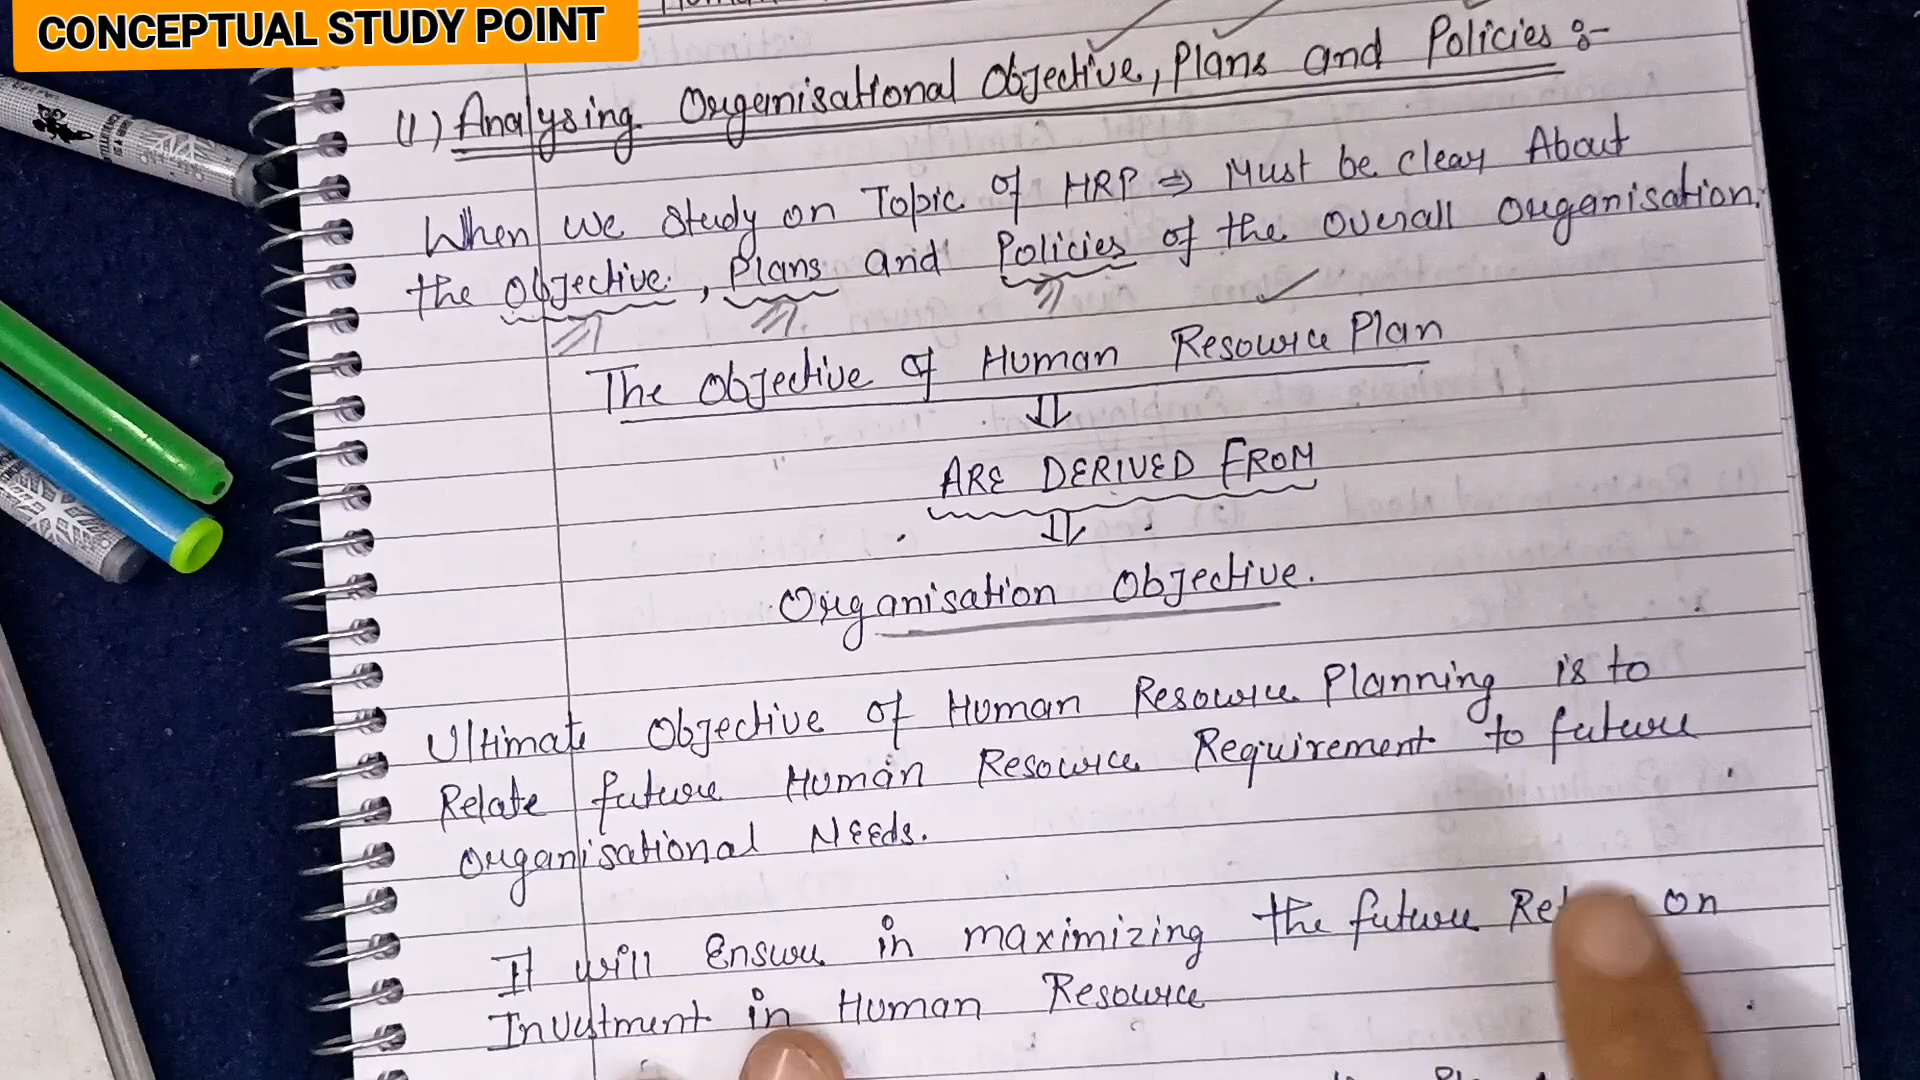 CONCEPTUAL STUDY POINT
(1) Analysing Organisational Objective, Plans and Policies :-
When we study on Topic of HRP ⇒ Must be clear About
the Objective, Plans and Policies of the overall Organisation.
The Objective of Human Resource Plan
⇓
ARE DERIVED FROM
⇓
Organisation Objective.
Ultimate Objective of Human Resource Planning is to
Relate future Human Resource Requirement to future
Organisational NEEds.
It will Ensure in maximizing the future on
Investment in Human Resource